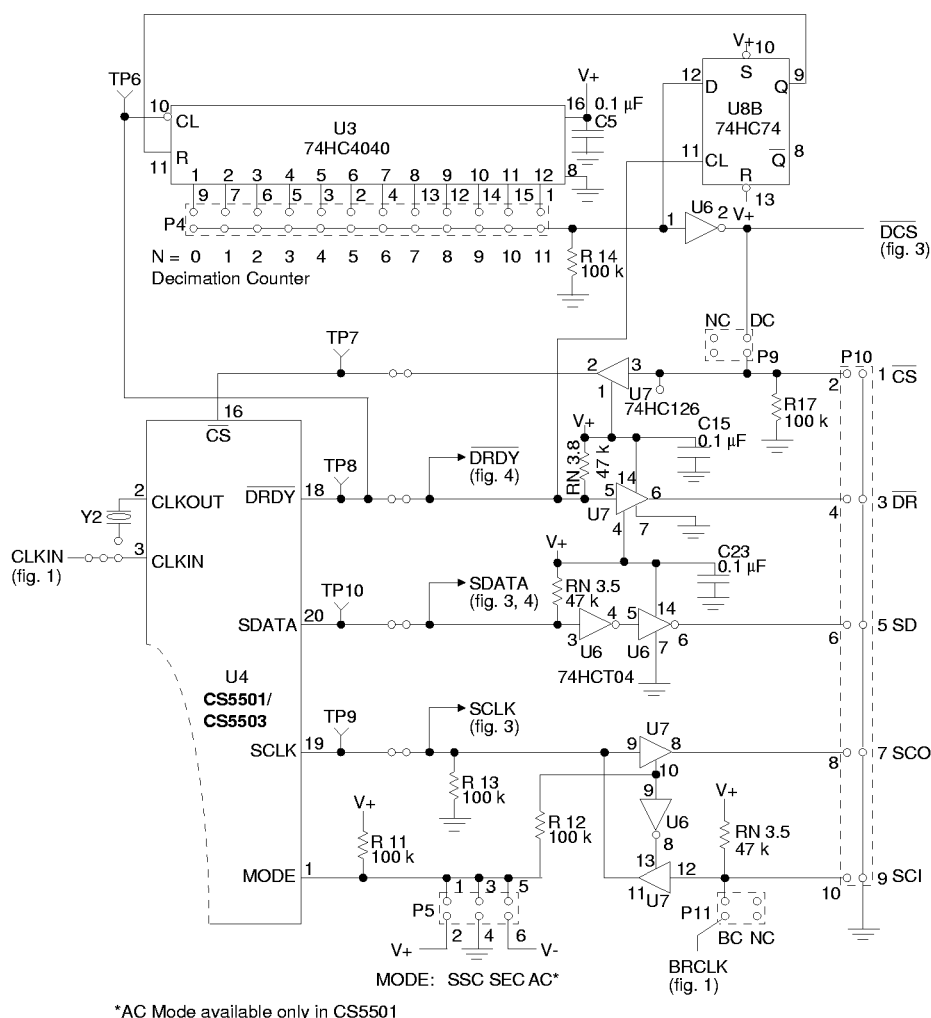 V+ 10
TP6
V+
12 D S Q 9
10 CL
16 0.1 µF
C5
U3
74HC4040
U8B
74HC74
11 R
8
11 CL Q 8
R
13
V+
1 2 3 4 5 6 7 8 9 10 11 12
9 7 6 5 3 2 4 13 12 14 15 1
P4
1 U6 2
DCS
(fig. 3)
N = 0 1 2 3 4 5 6 7 8 9 10 11
Decimation Counter
R 14
100 k
NC DC
P9
TP7
2 3
1 U7
74HC126
P10
1 CS
2
R17
100 k
16
CS
V+
C15
0.1 µF
RN 3.8
47 k
DRDY
(fig. 4)
TP8
2 CLKOUT
DRDY 18
14
5 6
U7
4 7
3 DR
4
Y2
CLKIN
(fig. 1)
3 CLKIN
V+
C23
0.1 µF
SDATA
(fig. 3, 4)
RN 3.5
47 k
TP10
SDATA 20
4 5 14
3 6
U6 U6 7
74HCT04
5 SD
6
U4
CS5501/
CS5503
SCLK
(fig. 3)
TP9
SCLK 19
U7
9 8
10
7 SCO
8
R 13
100 k
9
U6
8
V+
R 11
100 k
R 12
100 k
V+
RN 3.5
47 k
MODE 1
13 12
11 U7
9 SCI
10
1 3 5
P5
2 4 6
V+ V-
P11
BC NC
BRCLK
(fig. 1)
MODE: SSC SEC AC*
*AC Mode available only in CS5501